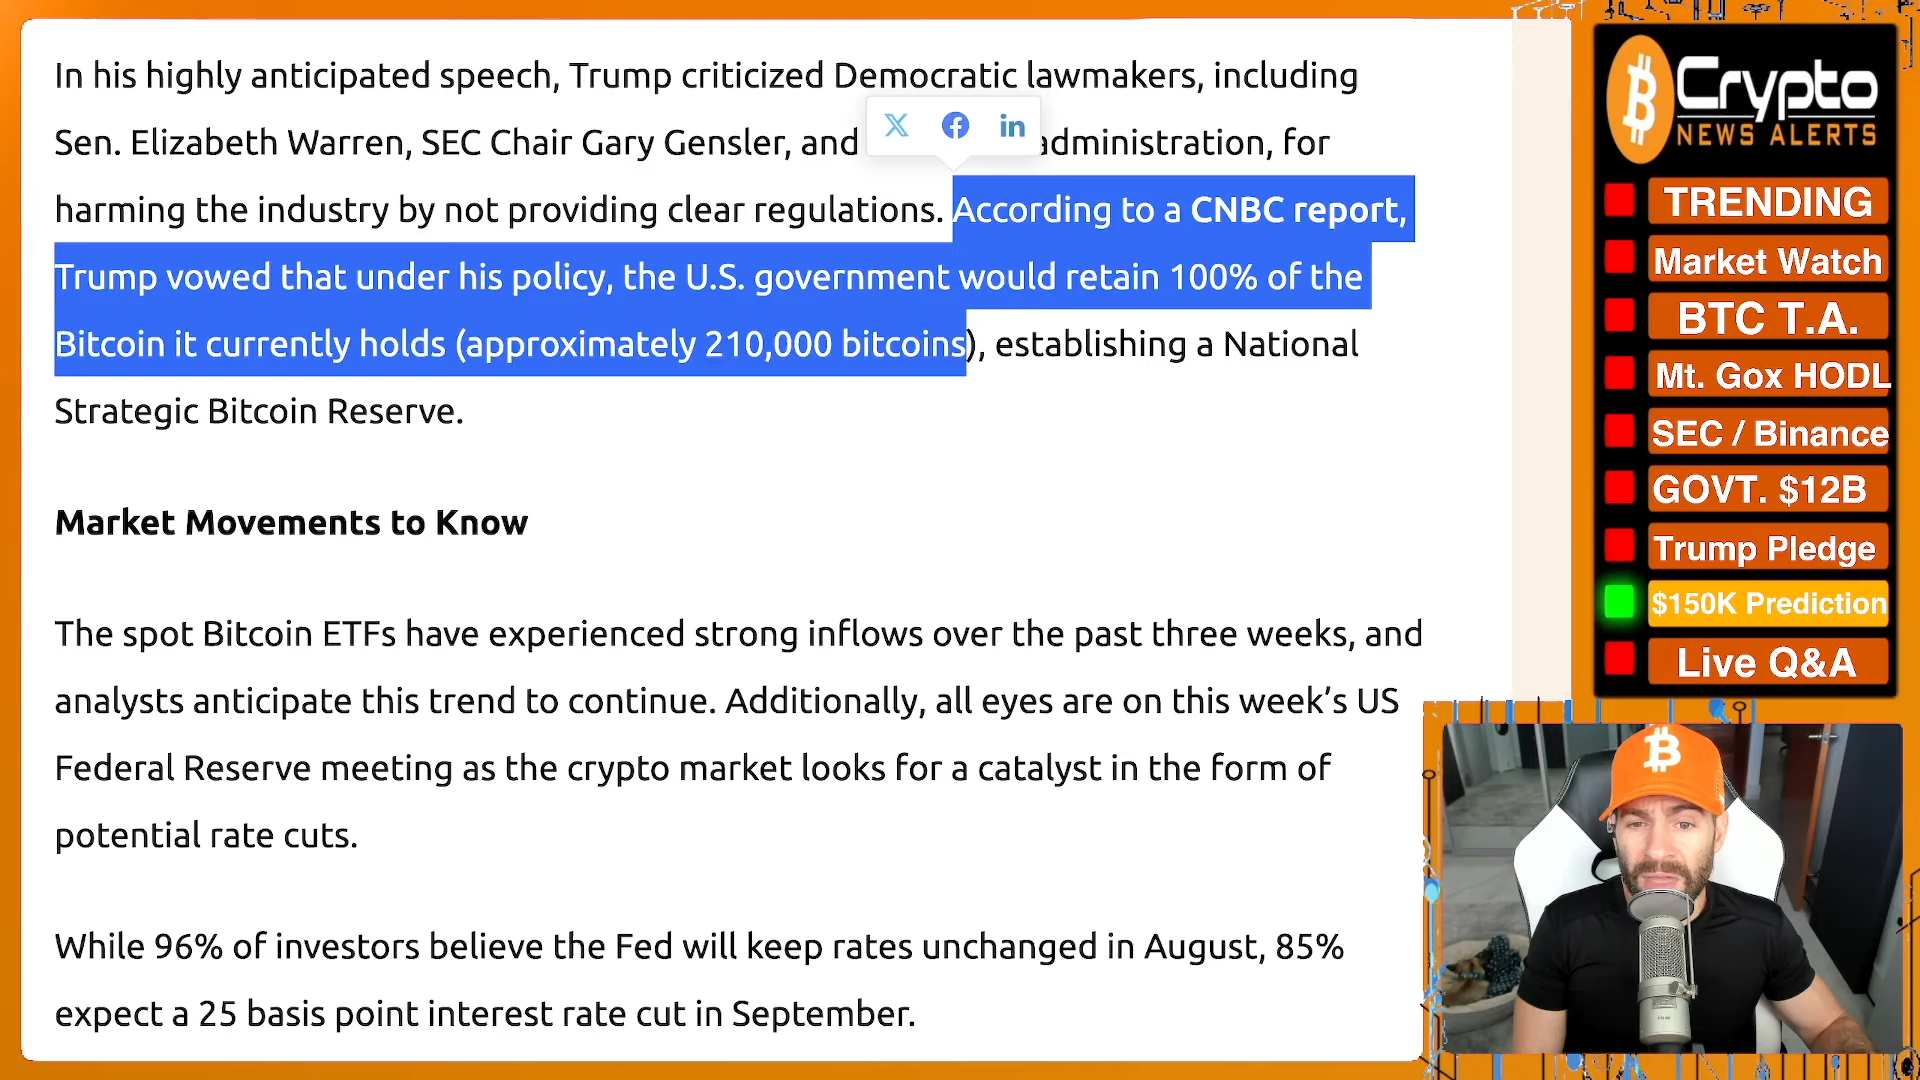 In his highly anticipated speech, Trump criticized Democratic lawmakers, including
Sen. Elizabeth Warren, SEC Chair Gary Gensler, and administration, for
harming the industry by not providing clear regulations. According to a CNBC report,
Trump vowed that under his policy, the U.S. government would retain 100% of the
Bitcoin it currently holds (approximately 210,000 bitcoins), establishing a National
Strategic Bitcoin Reserve.
Market Movements to Know
The spot Bitcoin ETFs have experienced strong inflows over the past three weeks, and
analysts anticipate this trend to continue. Additionally, all eyes are on this week’s US
Federal Reserve meeting as the crypto market looks for a catalyst in the form of
potential rate cuts.
While 96% of investors believe the Fed will keep rates unchanged in August, 85%
expect a 25 basis point interest rate cut in September.
Crypto
NEWS ALERTS
TRENDING
Market Watch
BTC T.A.
Mt. Gox HODL
SEC / Binance
GOVT. $12B
Trump Pledge
$150K Prediction
Live Q&A